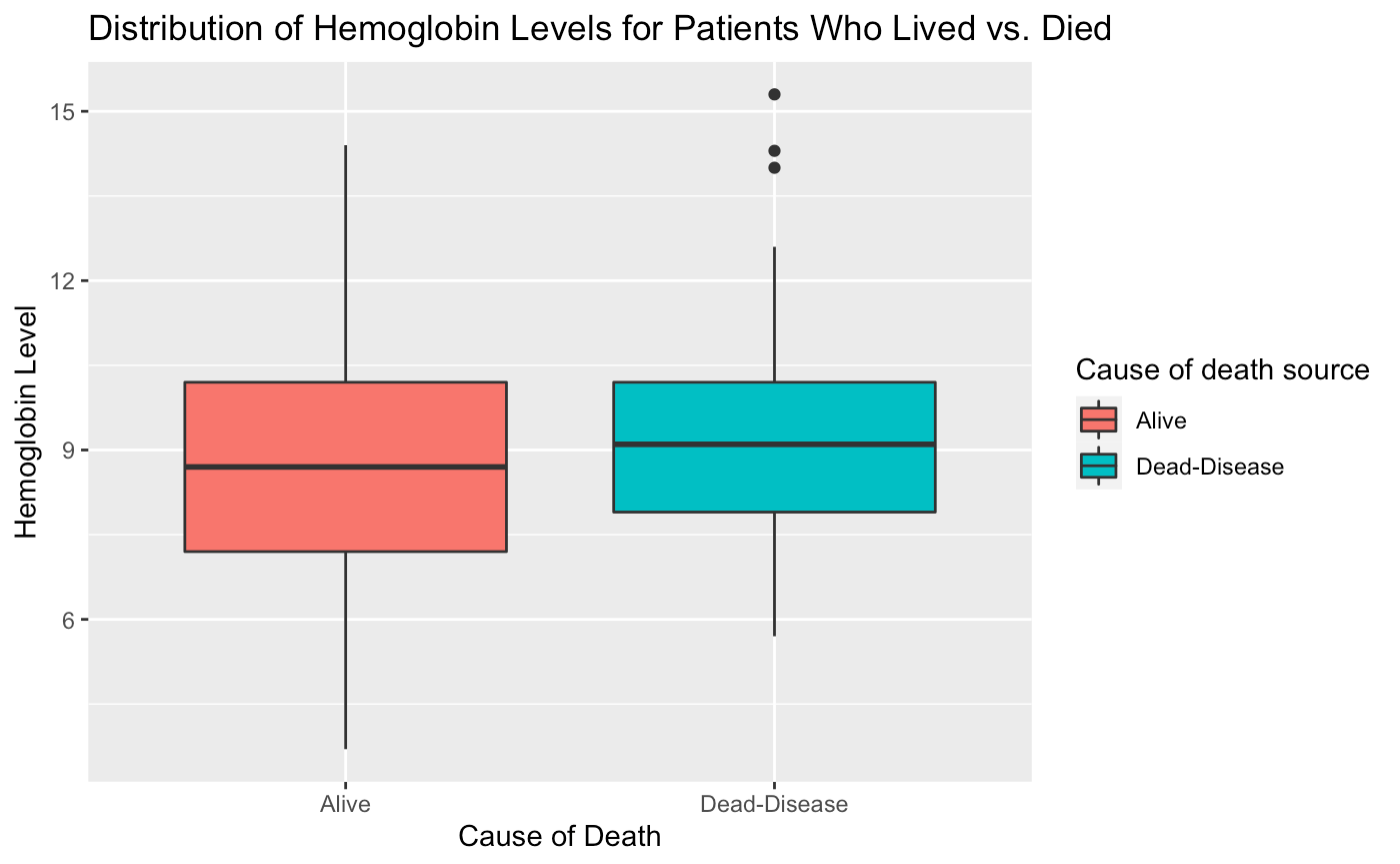 Distribution of Hemoglobin Levels for Patients Who Lived vs. Died
15
12
9
6
Hemoglobin Level
Alive
Dead-Disease
Cause of Death
Cause of death source
Alive
Dead-Disease